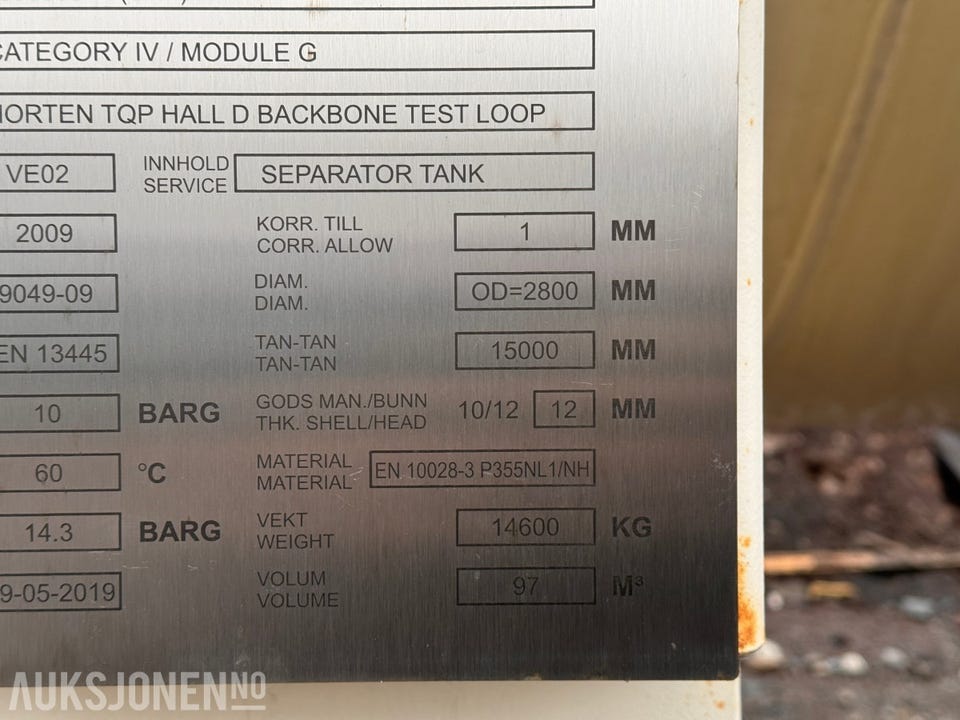 CATEGORY IV / MODULE G
HORTEN TQP HALL D BACKBONE TEST LOOP
VE02 INNHOLD SERVICE SEPARATOR TANK
2009 KORR. TILL CORR. ALLOW 1 MM
9049-09 DIAM. DIAM. OD=2800 MM
EN 13445 TAN-TAN TAN-TAN 15000 MM
10 BARG GODS MAN./BUNN THK. SHELL/HEAD 10/12 12 MM
60 °C MATERIAL MATERIAL EN 10028-3 P355NL1/NH
14.3 BARG VEKT WEIGHT 14600 KG
9-05-2019 VOLUM VOLUME 97 M³
AUKSJONEN.NO